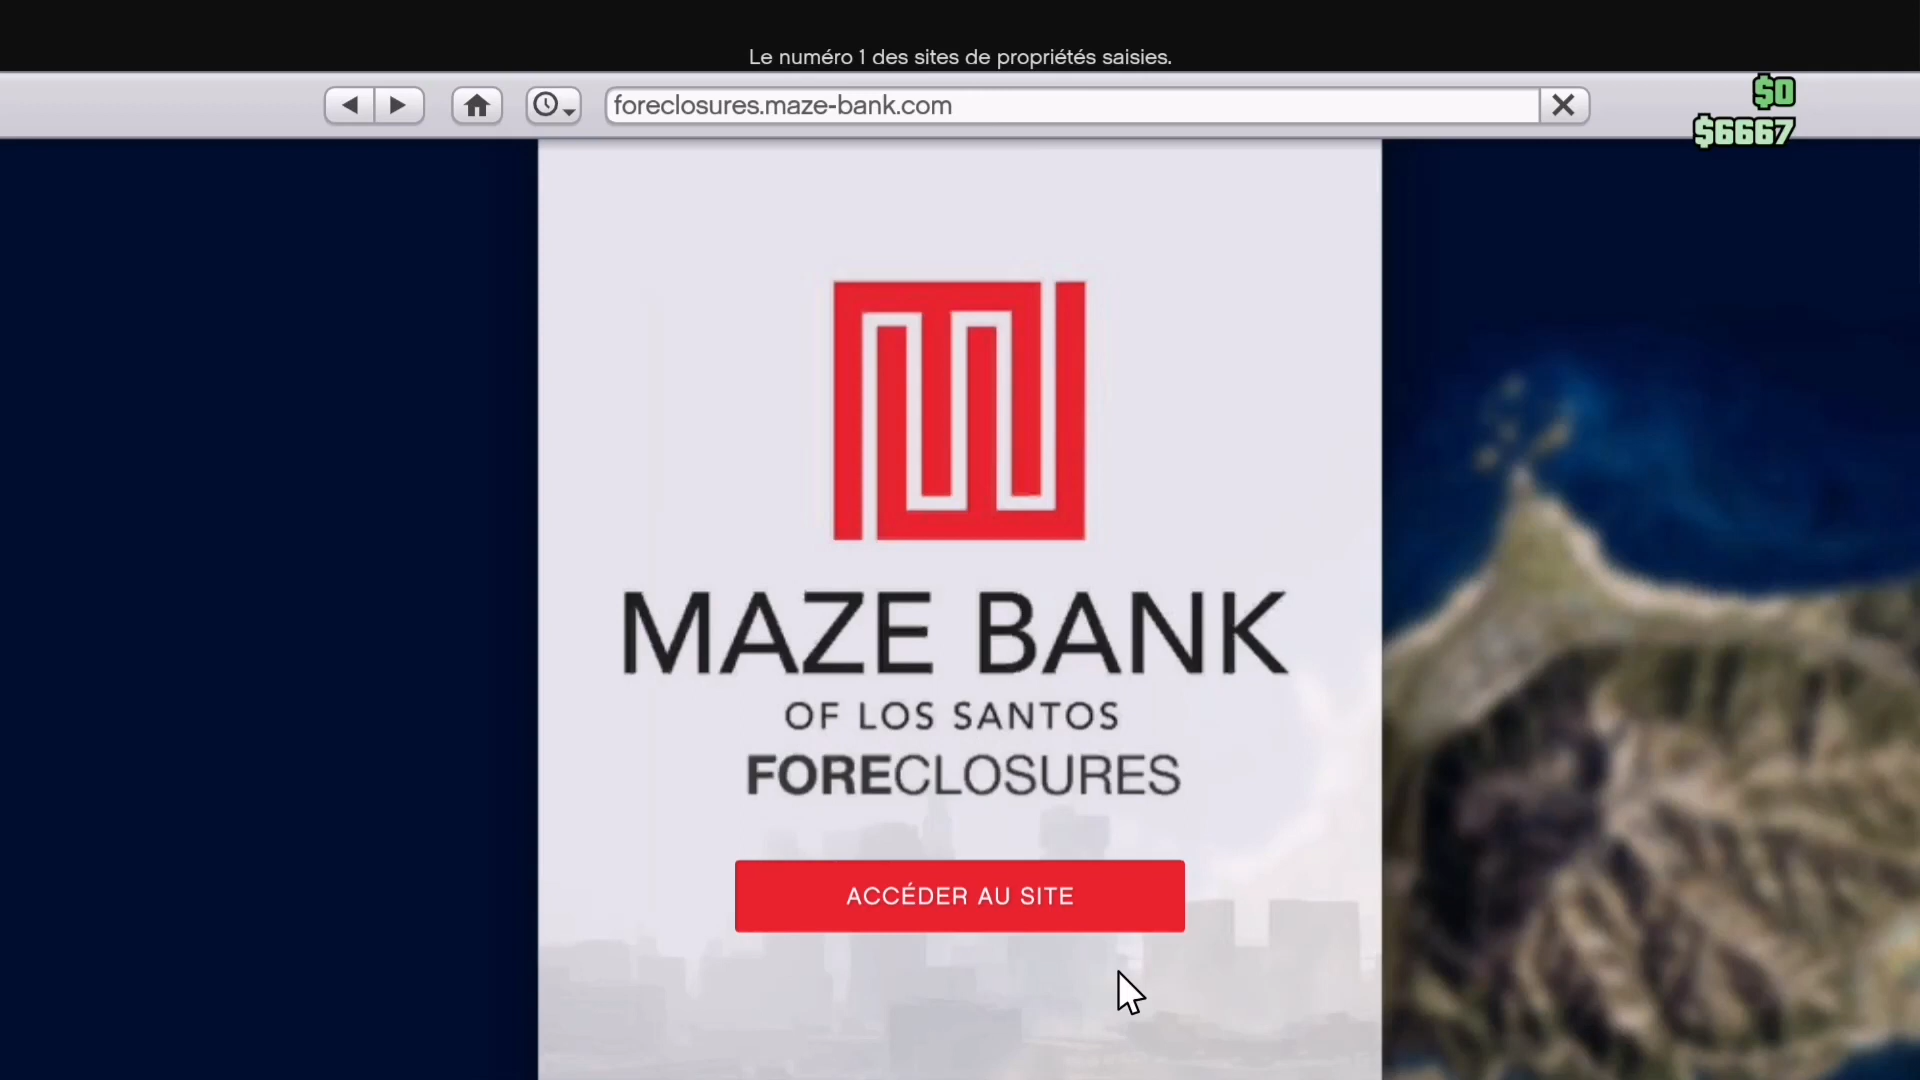 Le numéro 1 des sites de propriétés saisies.
foreclosures.maze-bank.com
$0
$6667
MAZE BANK
OF LOS SANTOS
FORECLOSURES
ACCÉDER AU SITE